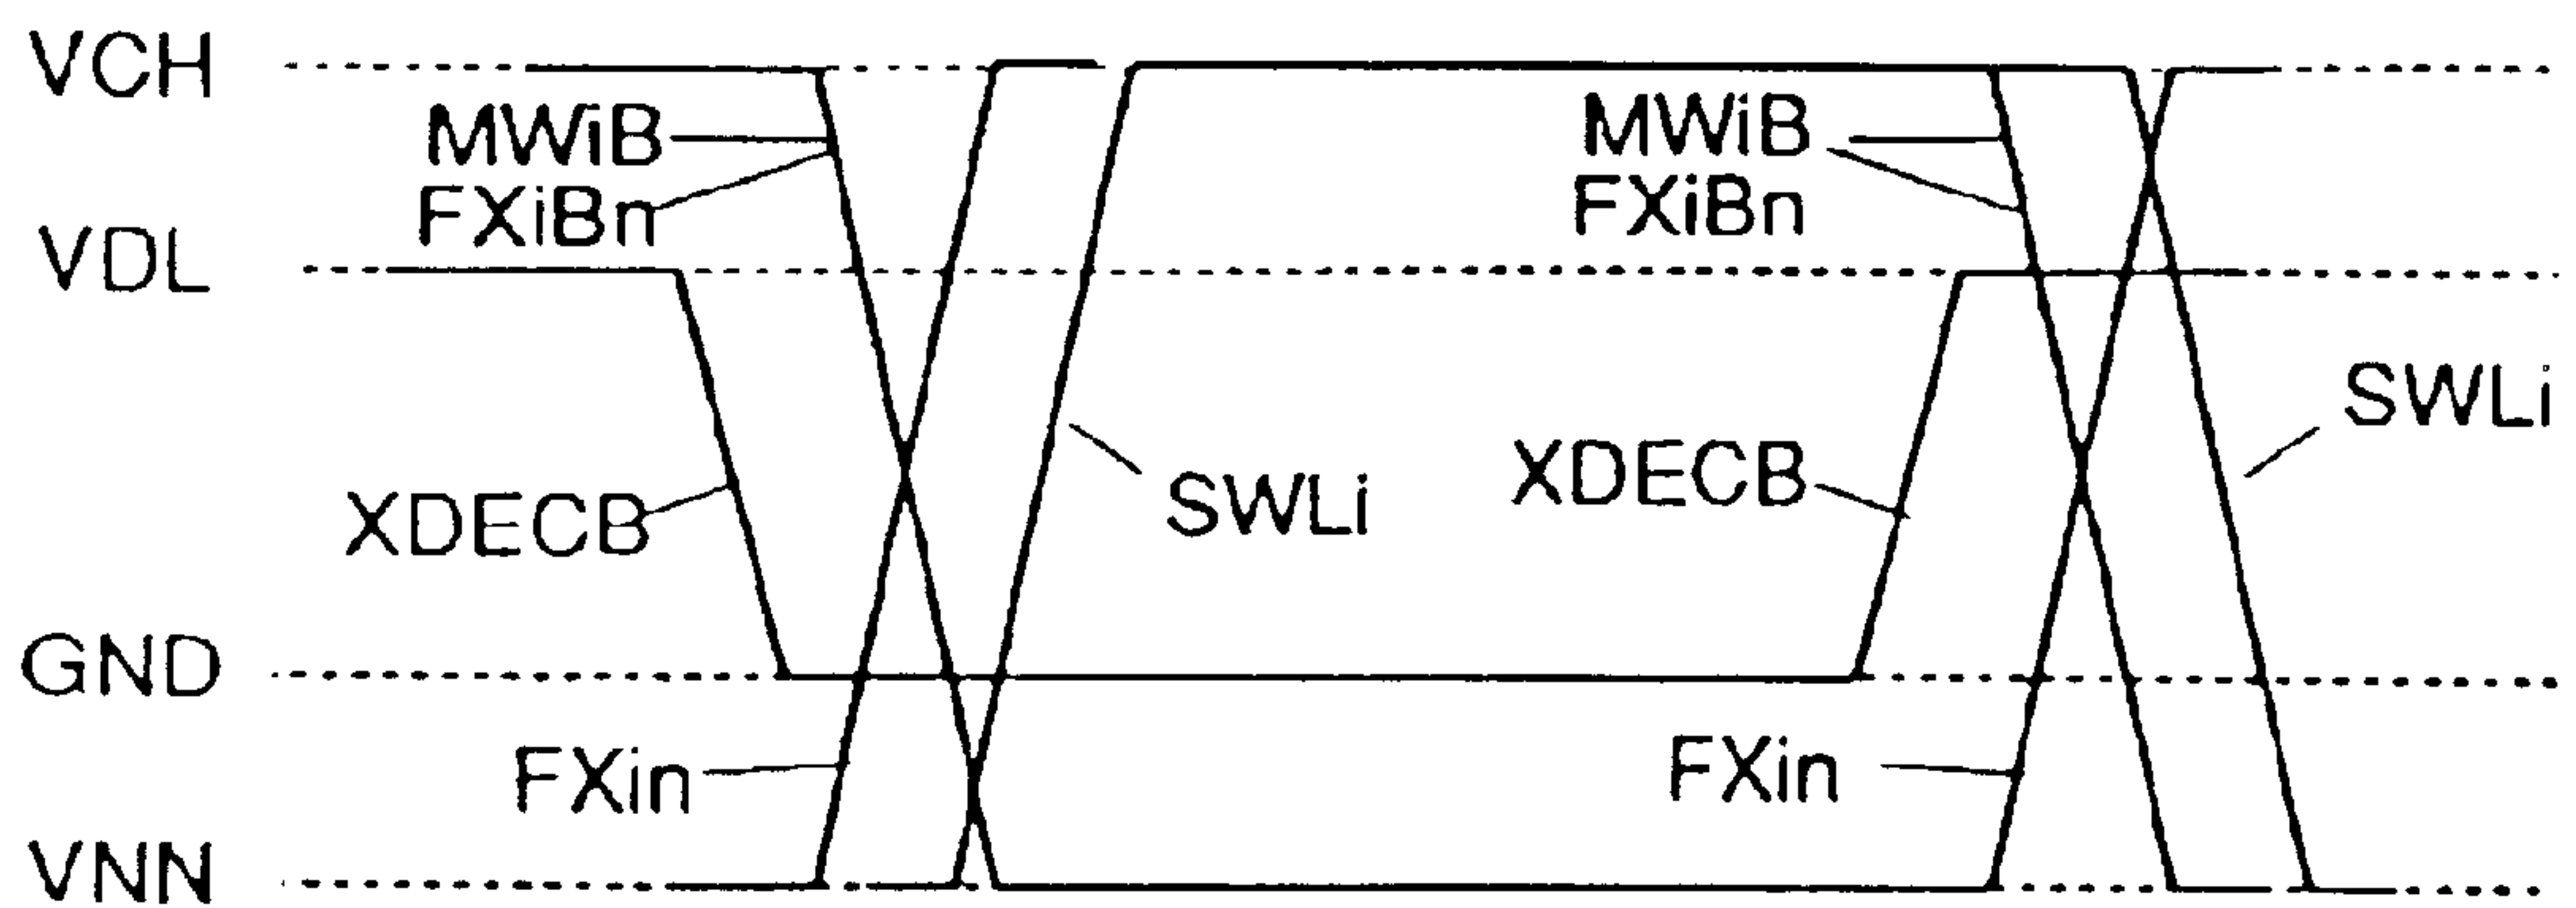 VCH
MWiB
MWiB
FXiBn
FXiBn
VDL
SWLi
XDECB
SWLi
XDECB
GND
FXin
FXin
VNN